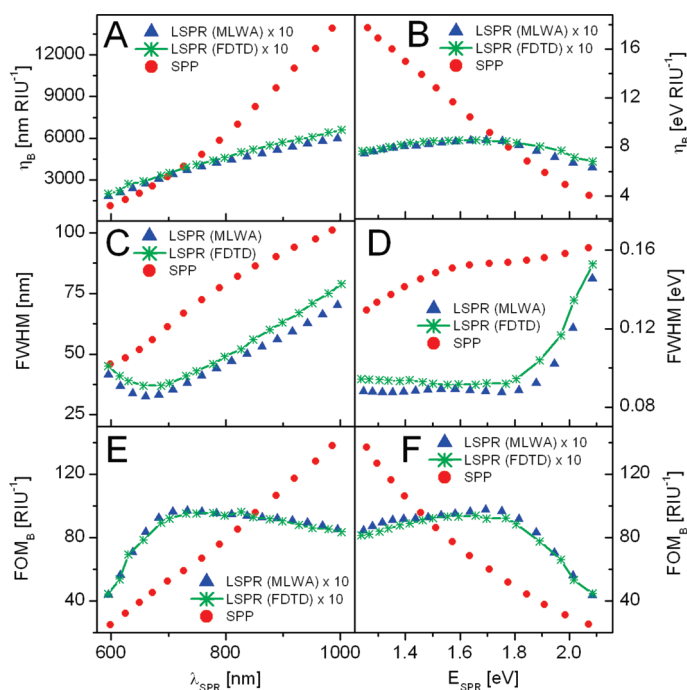 A
LSPR (MLWA) x 10
LSPR (FDTD) x 10
SPP
η_B [nm RIU⁻¹]
12000
9000
6000
3000
B
LSPR (MLWA) x 10
LSPR (FDTD) x 10
SPP
η_B [eV RIU⁻¹]
16
12
8
4
C
LSPR (MLWA)
LSPR (FDTD)
SPP
FWHM [nm]
100
75
50
25
D
LSPR (MLWA)
LSPR (FDTD)
SPP
FWHM [eV]
0.16
0.12
0.08
E
LSPR (MLWA) x 10
LSPR (FDTD) x 10
SPP
FOM_B [RIU⁻¹]
120
80
40
600 800 1000
λ_SPR [nm]
F
LSPR (MLWA) x 10
LSPR (FDTD) x 10
SPP
FOM_B [RIU⁻¹]
120
80
40
1.4 1.6 1.8 2.0
E_SPR [eV]